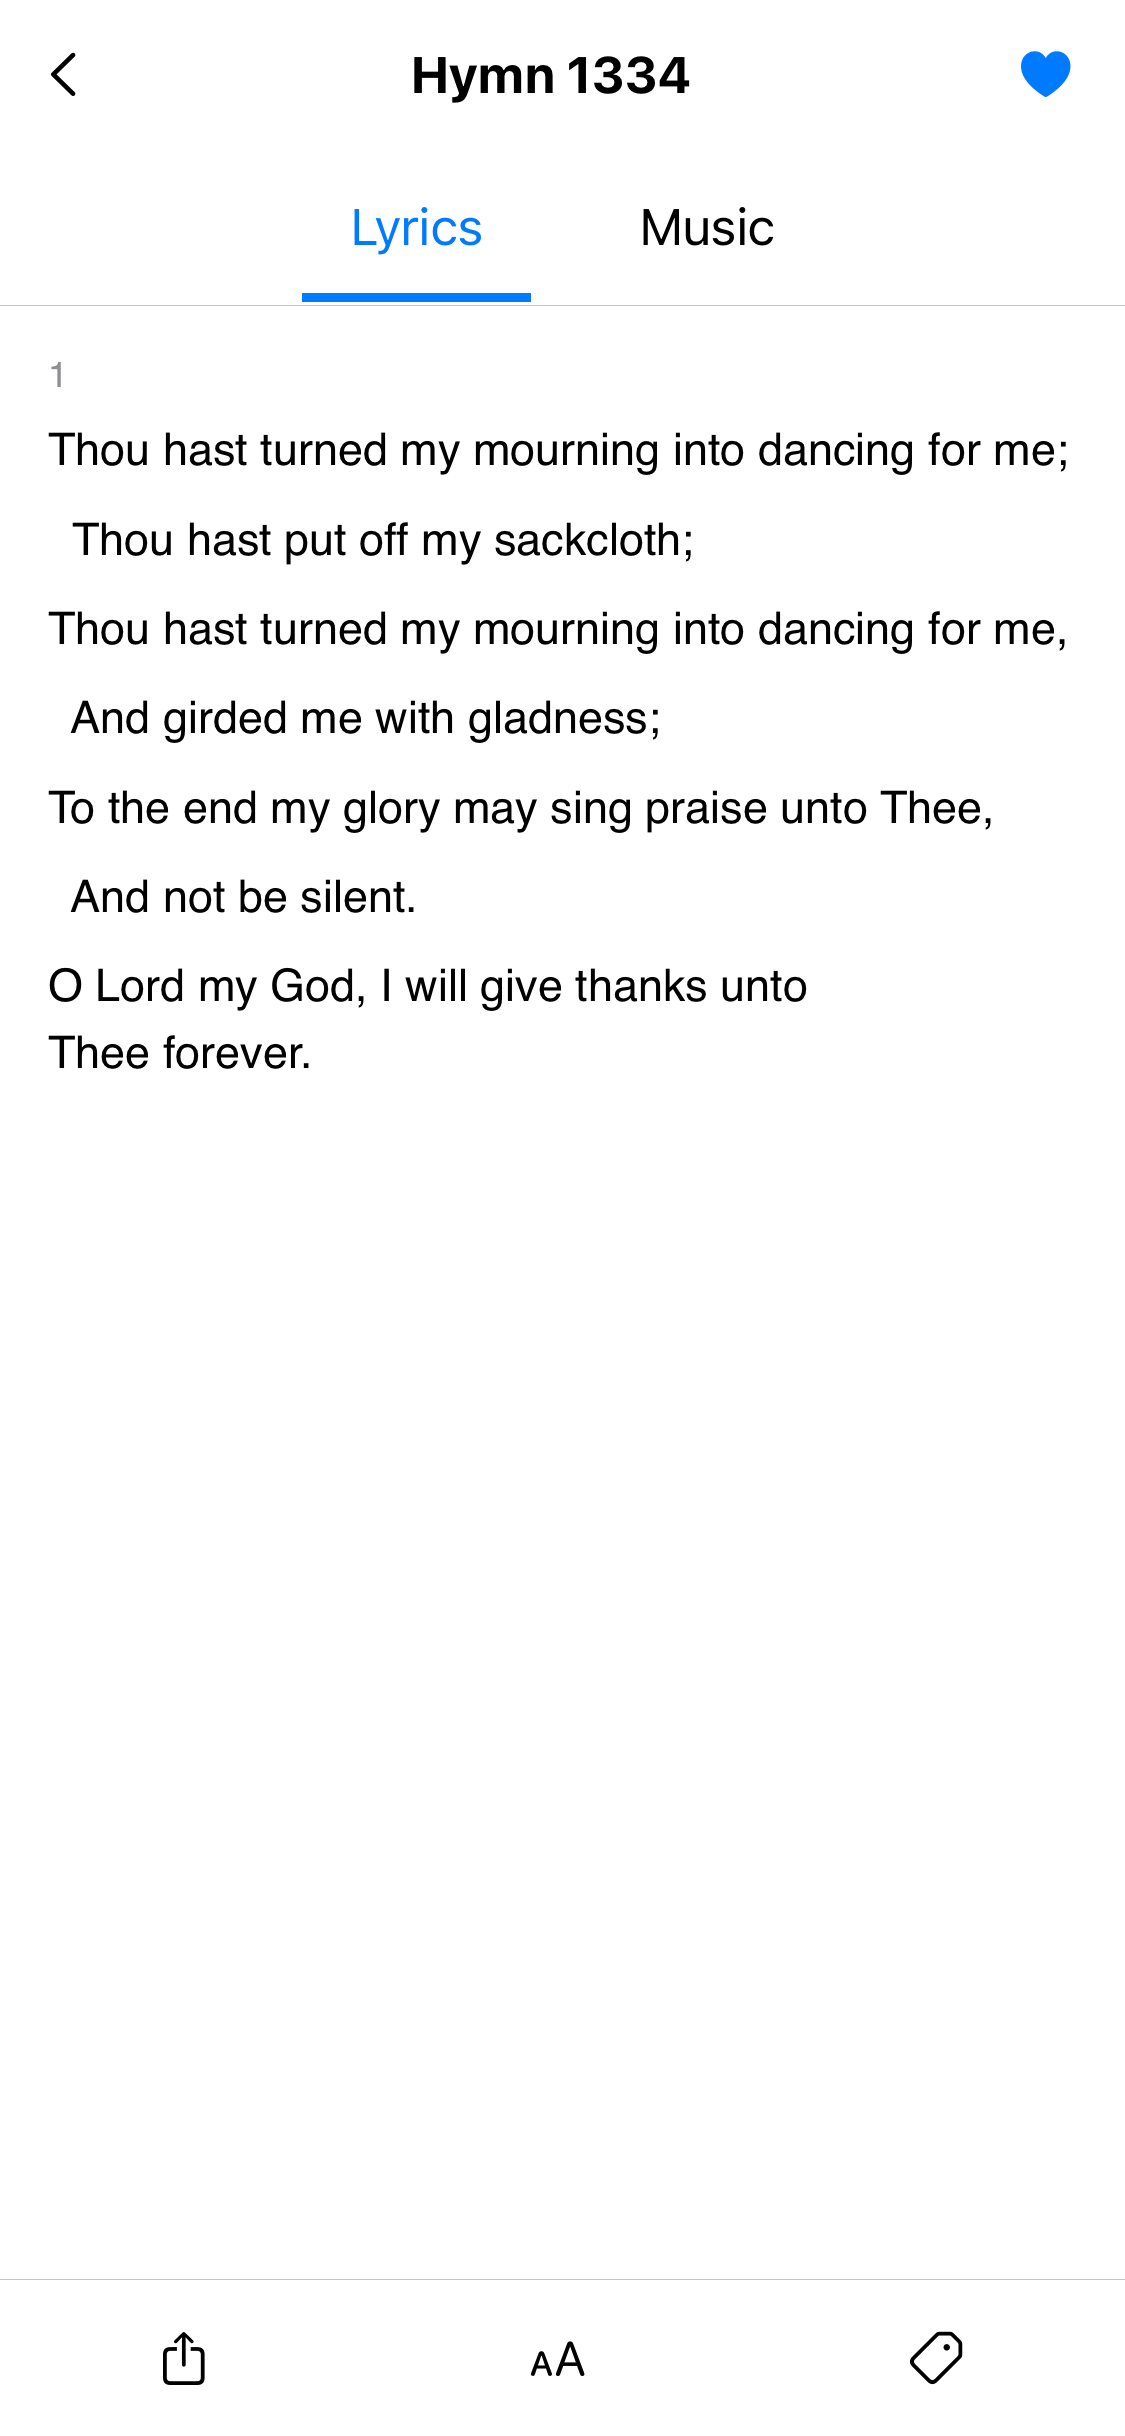 Hymn 1334
Lyrics
Music
1
Thou hast turned my mourning into dancing for me;
Thou hast put off my sackcloth;
Thou hast turned my mourning into dancing for me,
And girded me with gladness;
To the end my glory may sing praise unto Thee,
And not be silent.
O Lord my God, I will give thanks unto
Thee forever.
AA